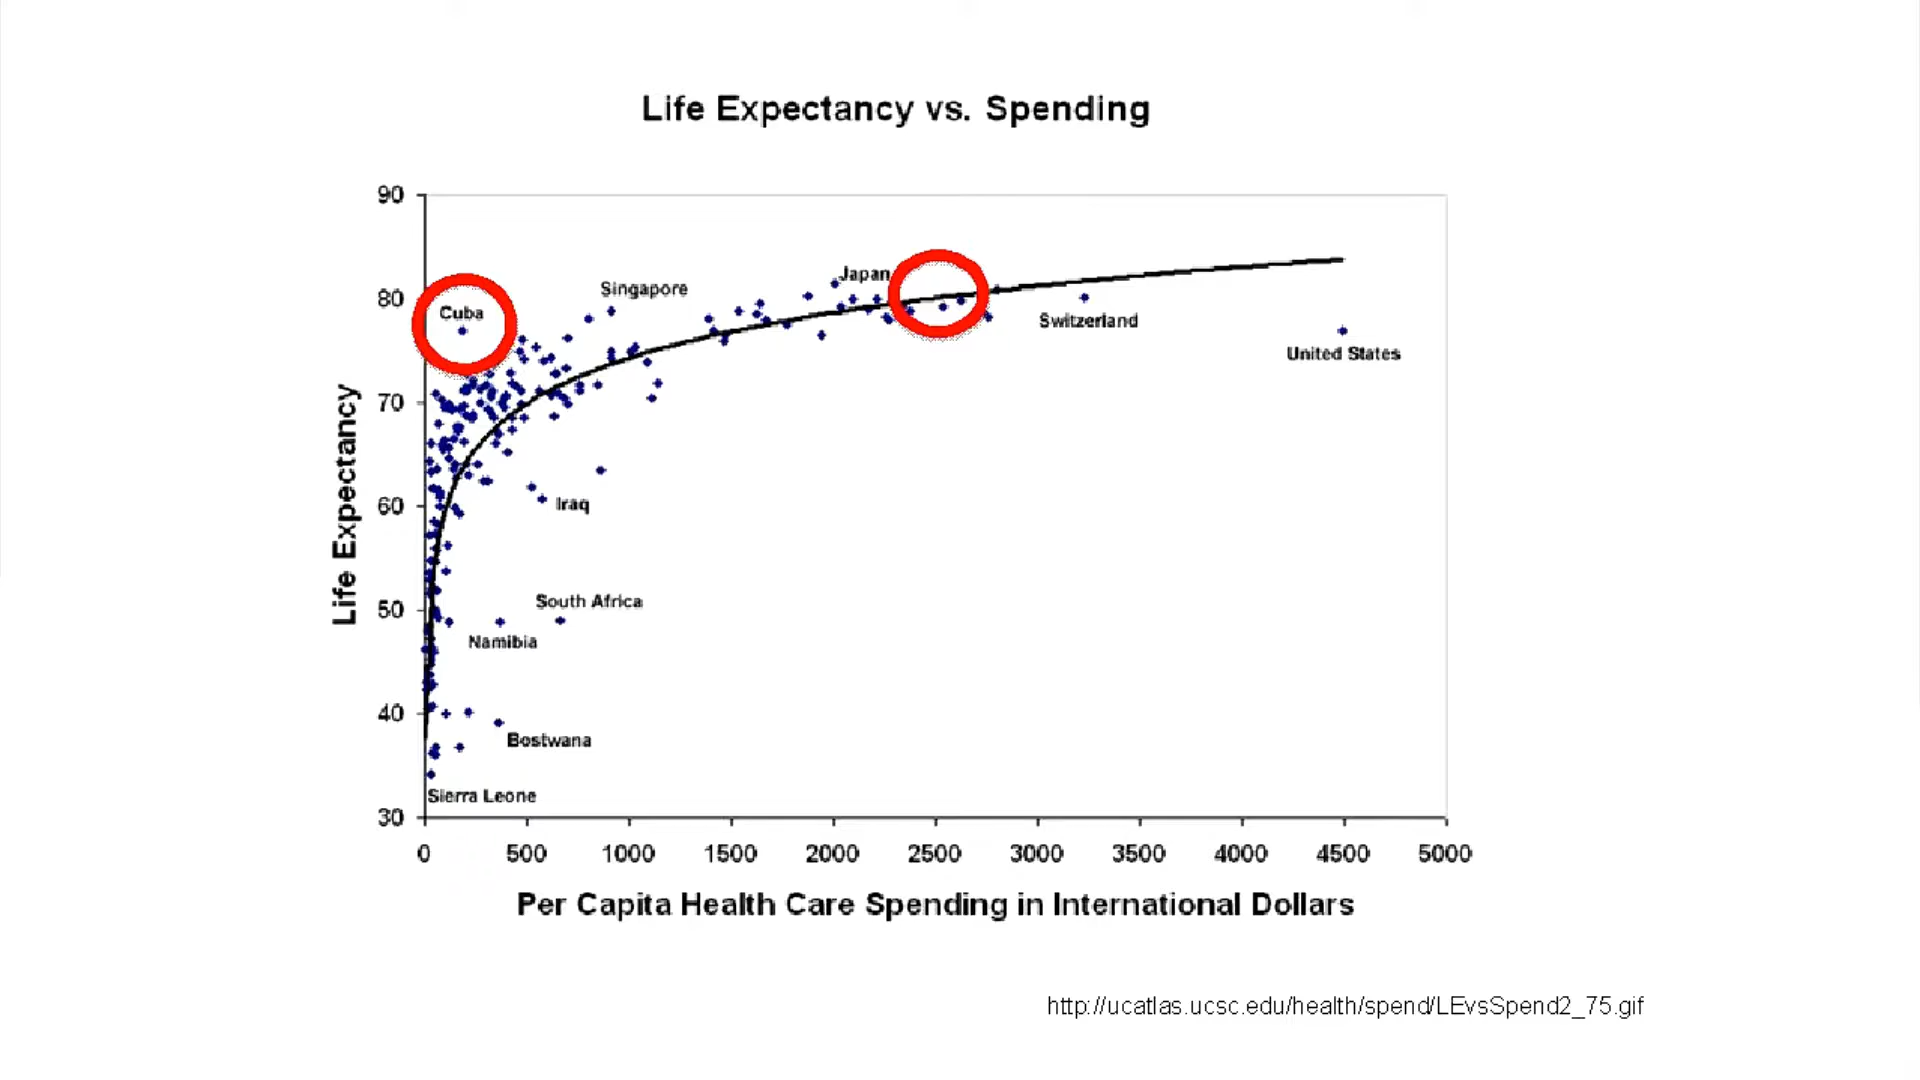 Life Expectancy vs. Spending
90
80
70
60
50
40
30
Life Expectancy
Cuba
Singapore
Japan
Switzerland
United States
Iraq
South Africa
Namibia
Bostwana
Sierra Leone
0 500 1000 1500 2000 2500 3000 3500 4000 4500 5000
Per Capita Health Care Spending in International Dollars
http://ucatlas.ucsc.edu/health/spend/LEvsSpend2_75.gif